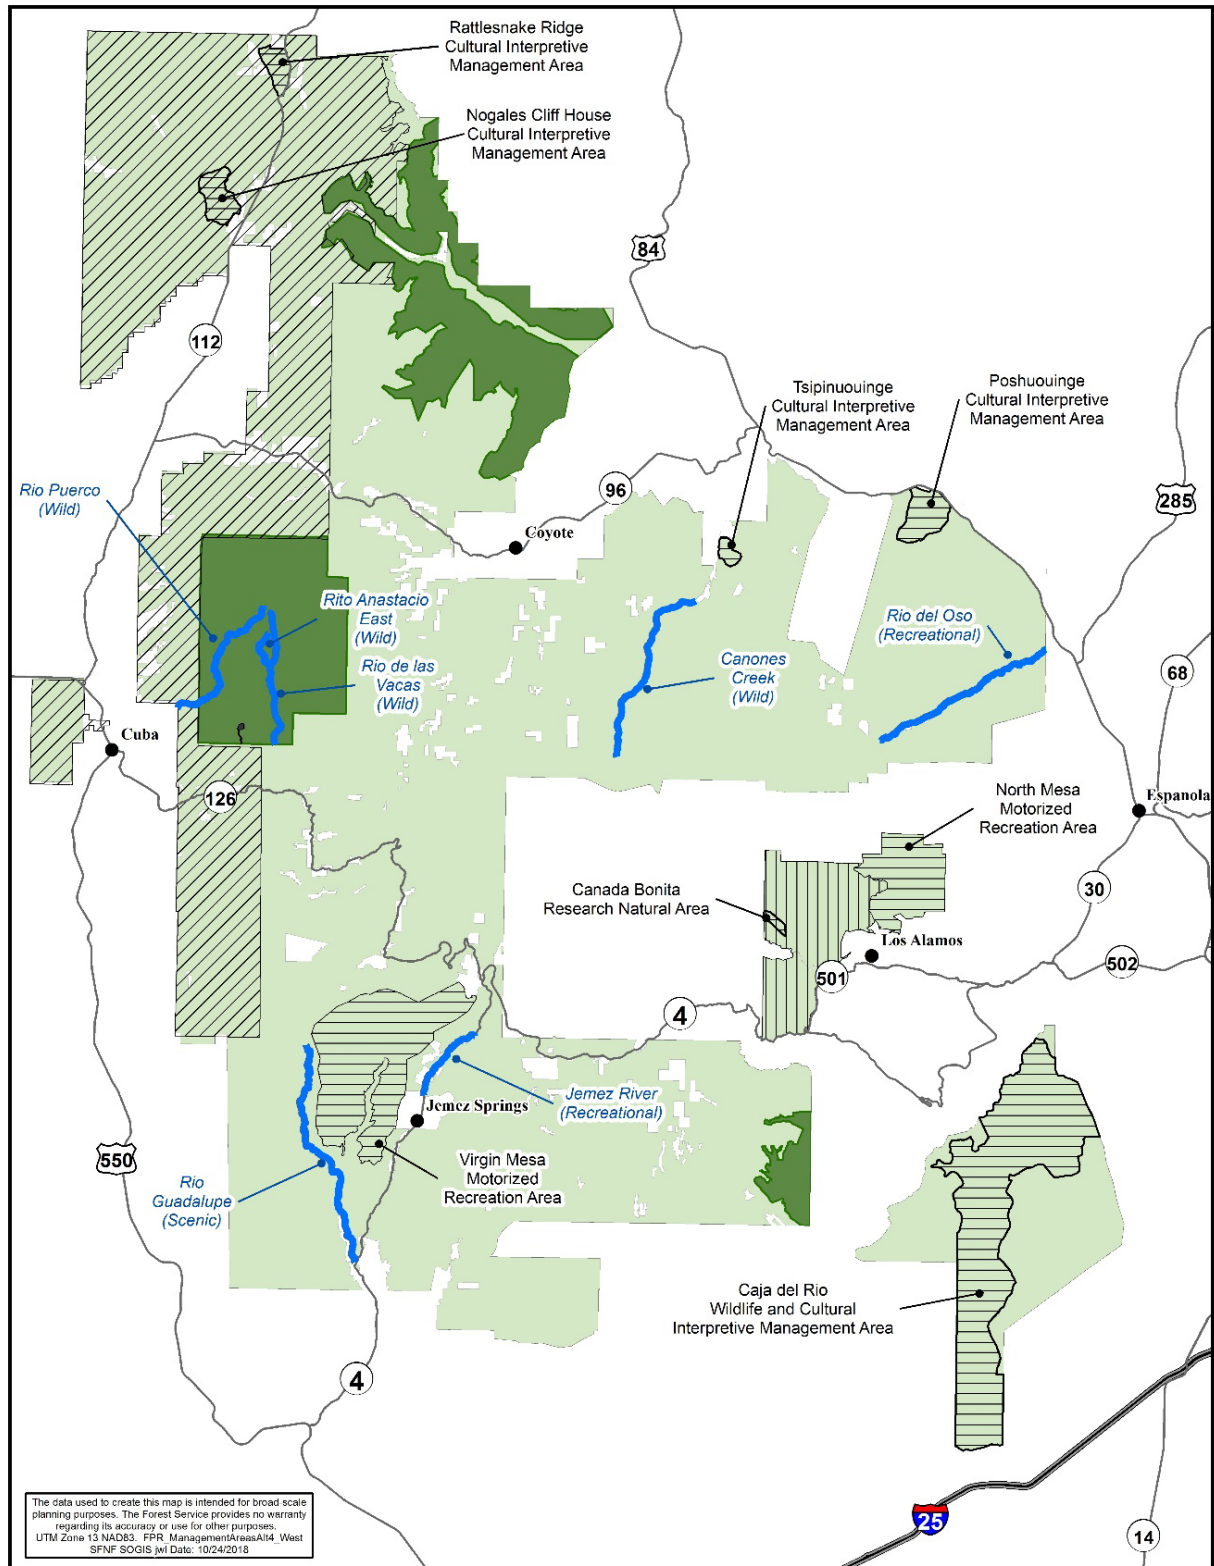 Rattlesnake Ridge
Cultural Interpretive
Management Area
Nogales Cliff House
Cultural Interpretive
Management Area
84
112
Tsipinuouinge
Cultural Interpretive
Management Area
Poshuouinge
Cultural Interpretive
Management Area
Rio Puerco
(Wild)
96
285
Coyote
Rito Anastacio
East
(Wild)
Rio del Oso
(Recreational)
Rio de las
Vacas
(Wild)
Canones
Creek
(Wild)
68
Cuba
126
North Mesa
Motorized
Recreation Area
Espanola
Canada Bonita
Research Natural Area
30
Los Alamos
501
502
4
Jemez River
(Recreational)
Jemez Springs
550
Virgin Mesa
Motorized
Recreation Area
Rio
Guadalupe
(Scenic)
Caja del Rio
Wildlife and Cultural
Interpretive Management Area
4
25
14
The data used to create this map is intended for broad scale
planning purposes. The Forest Service provides no warranty
regarding its accuracy or use for other purposes.
UTM Zone 13 NAD83. FPR_ManagementAreasAlt4_West
SFNF SOGIS jwl Date: 10/24/2018